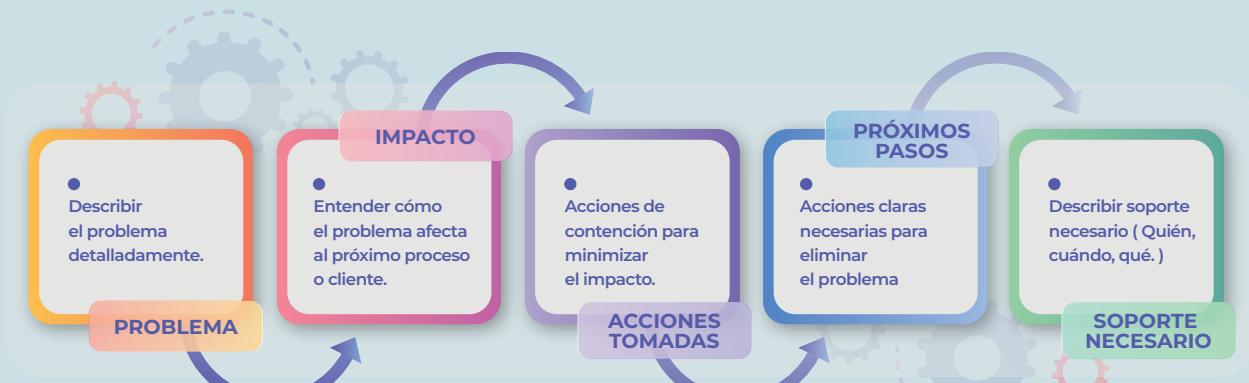 Describir
el problema
detalladamente.
PROBLEMA
IMPACTO
Entender cómo
el problema afecta
al próximo proceso
o cliente.
Acciones de
contención para
minimizar
el impacto.
ACCIONES
TOMADAS
PRÓXIMOS
PASOS
Acciones claras
necesarias para
eliminar
el problema
Describir soporte
necesario ( Quién,
cuándo, qué. )
SOPORTE
NECESARIO